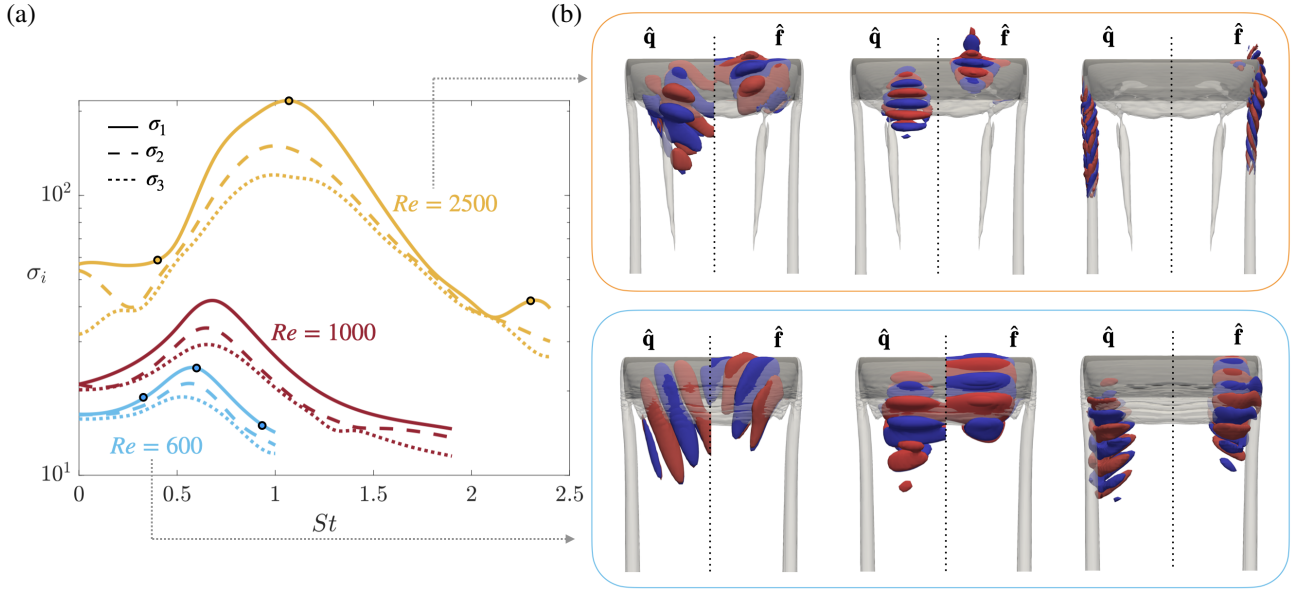 (a)
σ₁
σ₂
σ₃
10²
σᵢ
Re = 2500
Re = 1000
Re = 600
10¹
0 0.5 1 1.5 2 2.5
St
(b)
q̂ f̂ q̂ f̂ q̂ f̂
q̂ f̂ q̂ f̂ q̂ f̂